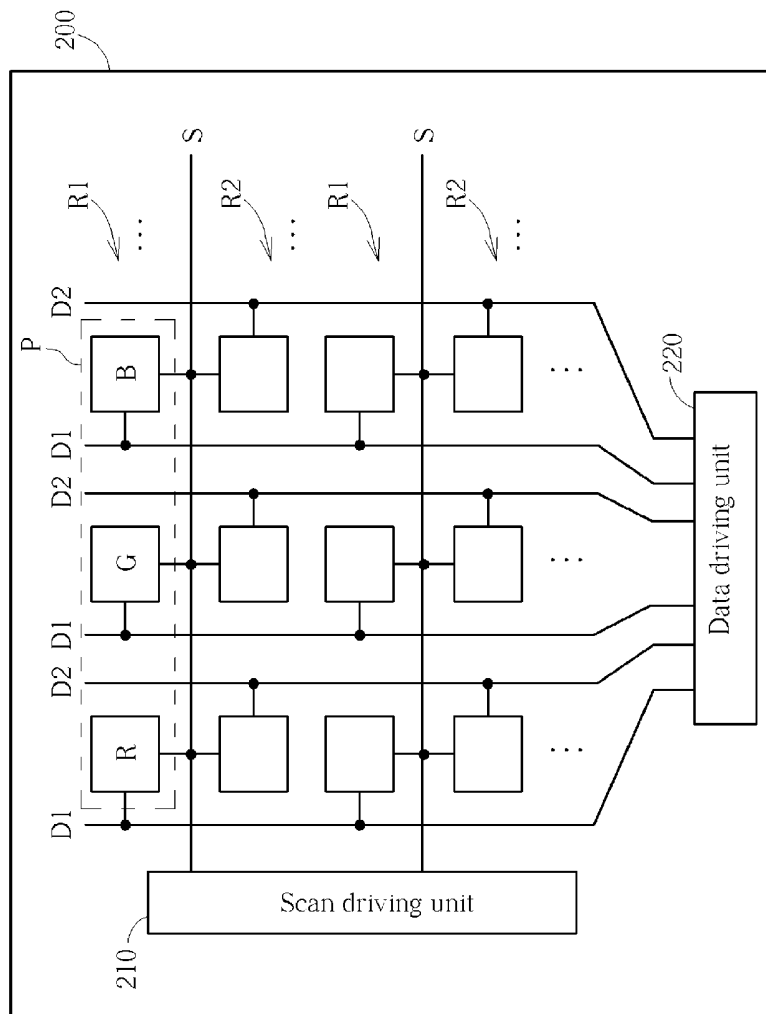 200
P
D1
D2
D1
D2
D1
D2
R1
R
G
B
...
S
R2
...
R1
S
R2
...
...
...
...
210
Scan driving unit
220
Data driving unit